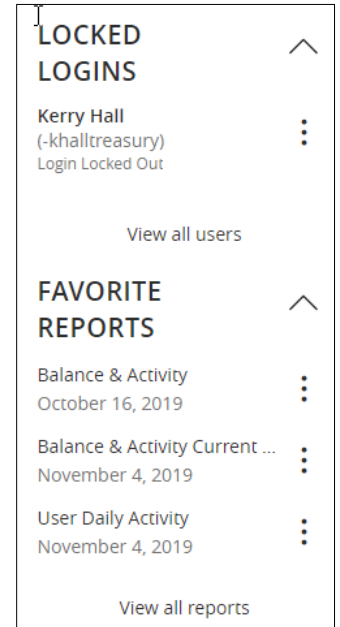 LOCKED
LOGINS
Kerry Hall
(-khalltreasury)
Login Locked Out
View all users
FAVORITE
REPORTS
Balance & Activity
October 16, 2019
Balance & Activity Current ...
November 4, 2019
User Daily Activity
November 4, 2019
View all reports